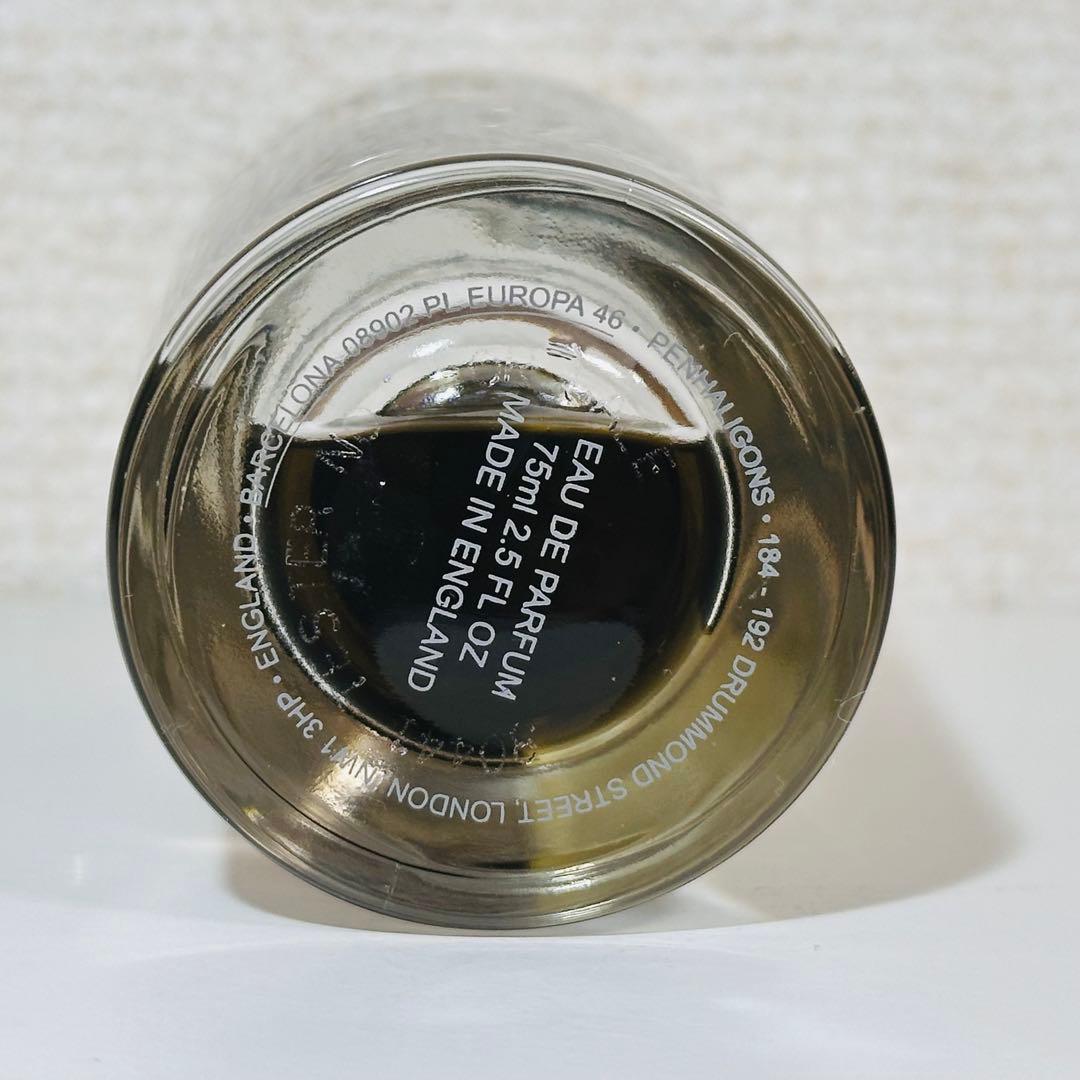 PENHALIGONS • 184 - 192 DRUMMOND STREET, LONDON NW1 3HP • ENGLAND • BARCELONA 08902 PL EUROPA 46 •
EAU DE PARFUM
75ml 2.5 FL OZ
MADE IN ENGLAND